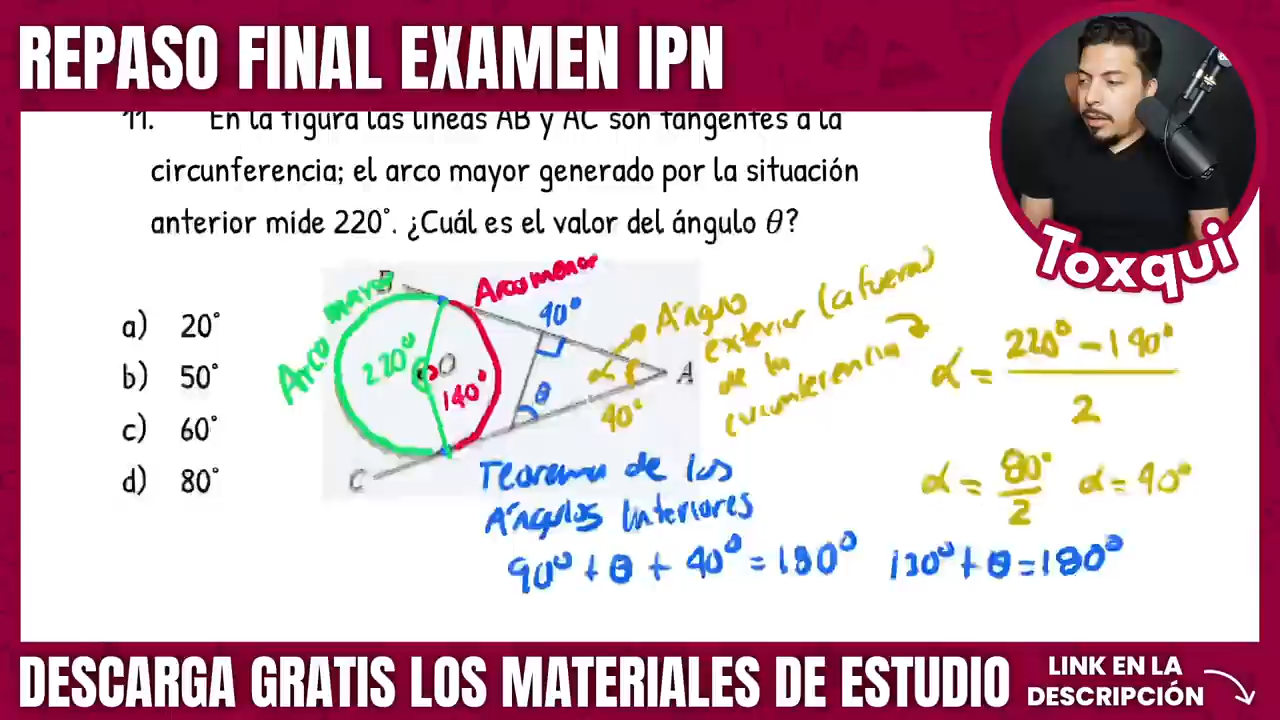 REPASO FINAL EXAMEN IPN
11. En la figura las líneas AB y AC son tangentes a la
circunferencia; el arco mayor generado por la situación
anterior mide 220°. ¿Cuál es el valor del ángulo θ?
Toxqui
a) 20°
b) 50°
c) 60°
d) 80°
Arco mayor
Arco menor
220°
O
140°
90°
θ
α
40°
A
C
Ángulo
exterior (afuera
de la
circunferencia
α = 220° - 140° / 2
α = 80° / 2 α = 40°
Teorema de los
Ángulos Interiores
90° + θ + 40° = 180° 130° + θ = 180°
DESCARGA GRATIS LOS MATERIALES DE ESTUDIO
LINK EN LA
DESCRIPCIÓN